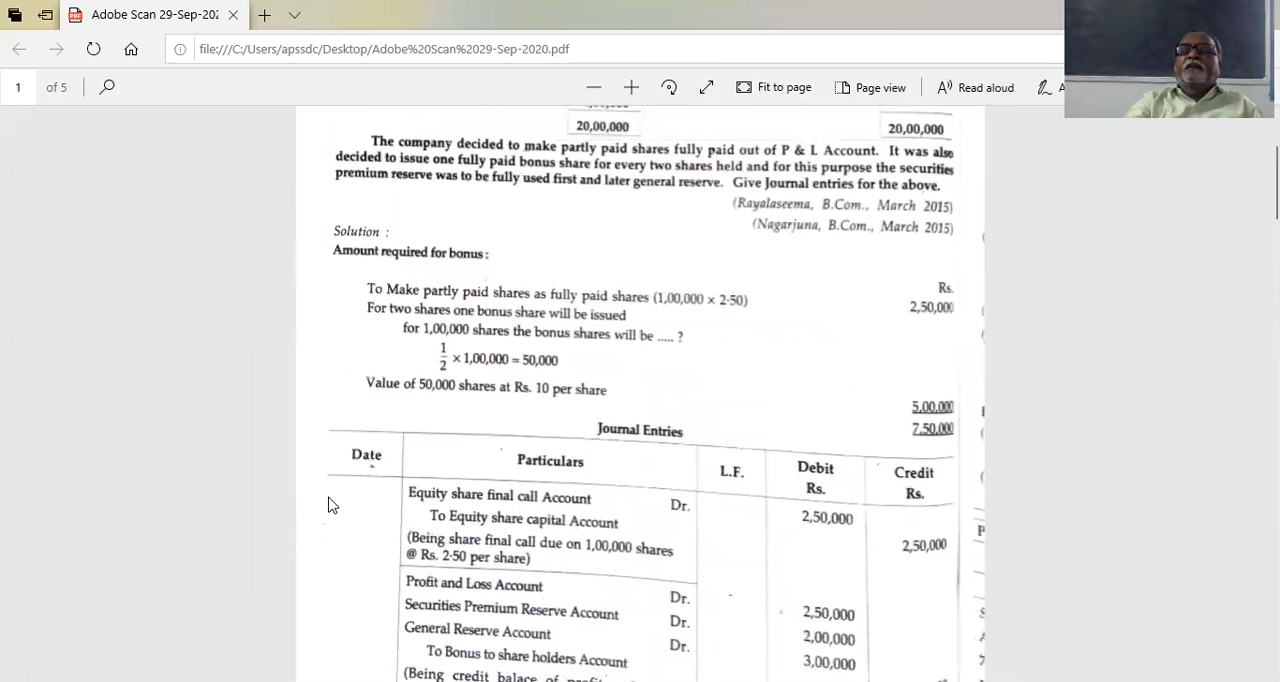 Adobe Scan 29-Sep-202
file:///C:/Users/apssdc/Desktop/Adobe%20Scan%2029-Sep-2020.pdf
1 of 5
Fit to page
Page view
Read aloud
20,00,000 20,00,000
The company decided to make partly paid shares fully paid out of P & L Account. It was also
decided to issue one fully paid bonus share for every two shares held and for this purpose the securities
premium reserve was to be fully used first and later general reserve. Give Journal entries for the above.
(Rayalaseema, B.Com., March 2015)
(Nagarjuna, B.Com., March 2015)
Solution :
Amount required for bonus :
Rs.
To Make partly paid shares as fully paid shares (1,00,000 × 2·50) 2,50,000
For two shares one bonus share will be issued
for 1,00,000 shares the bonus shares will be ..... ?
1/2 × 1,00,000 = 50,000
Value of 50,000 shares at Rs. 10 per share 5,00,000
7,50,000
Journal Entries
Date Particulars L.F. Debit Rs. Credit Rs.
Equity share final call Account Dr. 2,50,000
To Equity share capital Account 2,50,000
(Being share final call due on 1,00,000 shares
@ Rs. 2·50 per share)
Profit and Loss Account Dr. 2,50,000
Securities Premium Reserve Account Dr. 2,00,000
General Reserve Account Dr. 3,00,000
To Bonus to share holders Account
(Being credit balace of